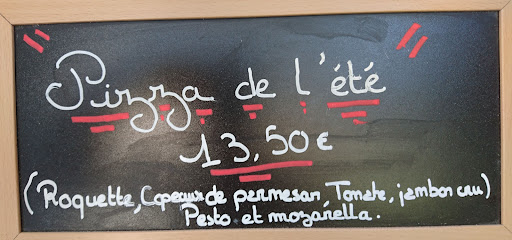 Pizza de l'été
13,50€
(Roquette, Copeaux de permesan, Tomate, jambon cru)
Pesto et mozarella.